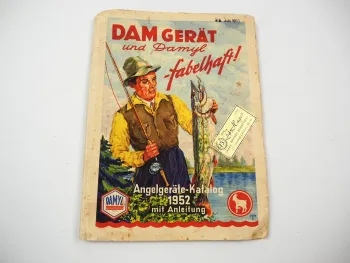 DAM GERÄT
und Damyl
-fabelhaft!
Angelgeräte-Katalog
1952
mit Anleitung
DAMYL